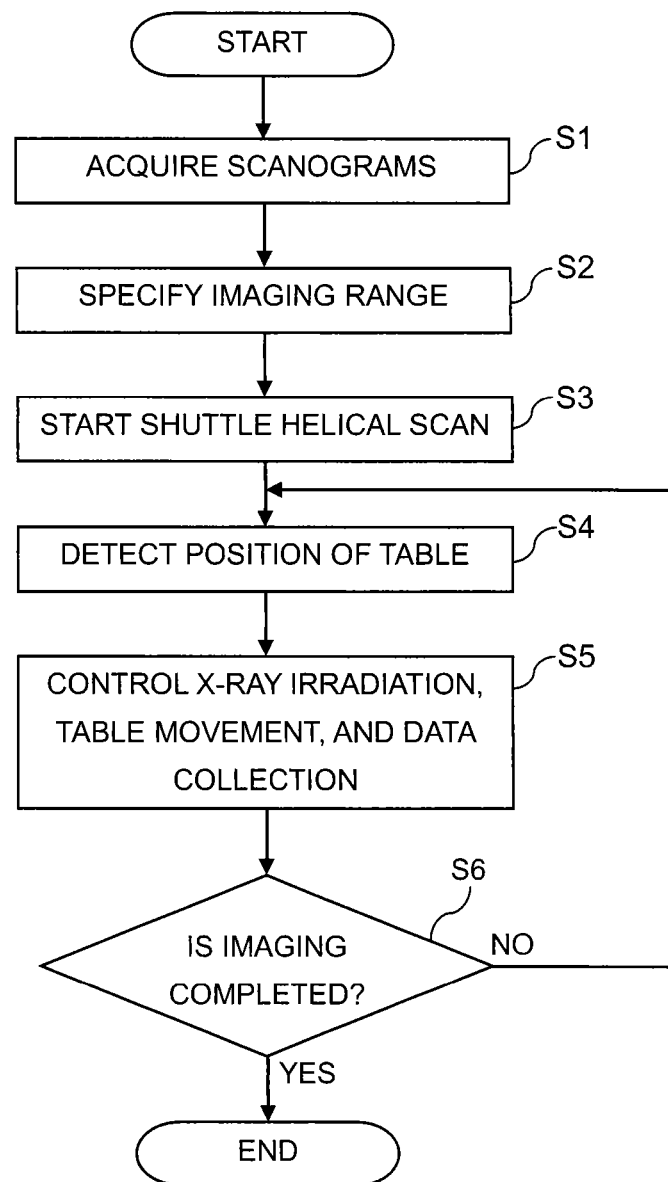 START
S1
ACQUIRE SCANOGRAMS
S2
SPECIFY IMAGING RANGE
S3
START SHUTTLE HELICAL SCAN
S4
DETECT POSITION OF TABLE
S5
CONTROL X-RAY IRRADIATION,
TABLE MOVEMENT, AND DATA
COLLECTION
S6
IS IMAGING
COMPLETED?
NO
YES
END